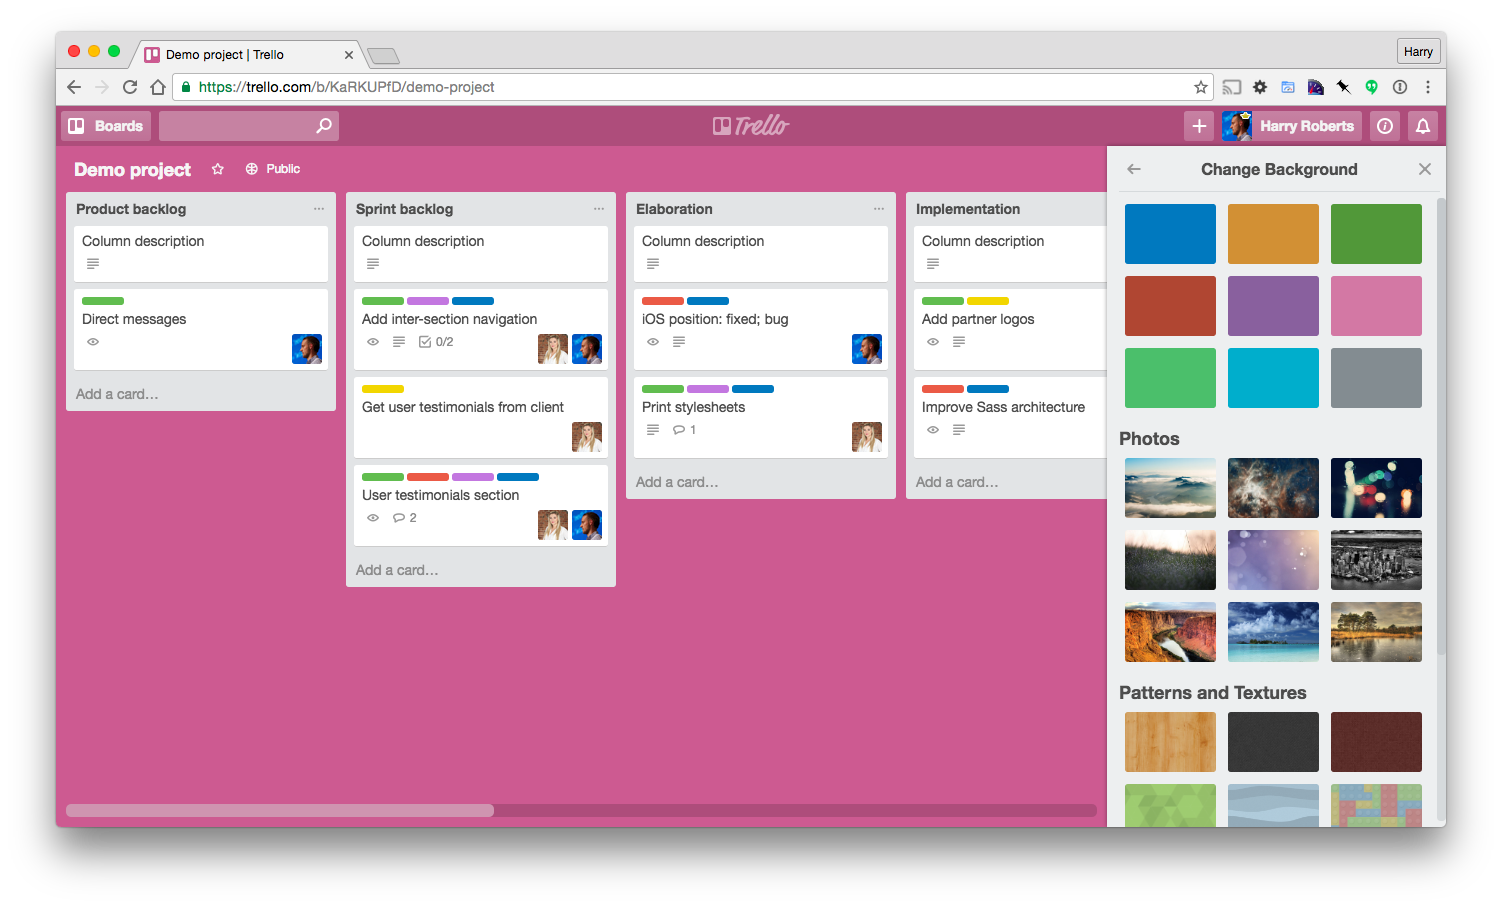 Demo project | Trello
Harry
https://trello.com/b/KaRKUPfD/demo-project
Boards
Trello
Harry Roberts
Demo project
Public
Product backlog
Column description
Direct messages
Add a card…
Sprint backlog
Column description
Add inter-section navigation
0/2
Get user testimonials from client
User testimonials section
2
Add a card…
Elaboration
Column description
iOS position: fixed; bug
Print stylesheets
1
Add a card…
Implementation
Column description
Add partner logos
Improve Sass architecture
Add a card…
Change Background
Photos
Patterns and Textures